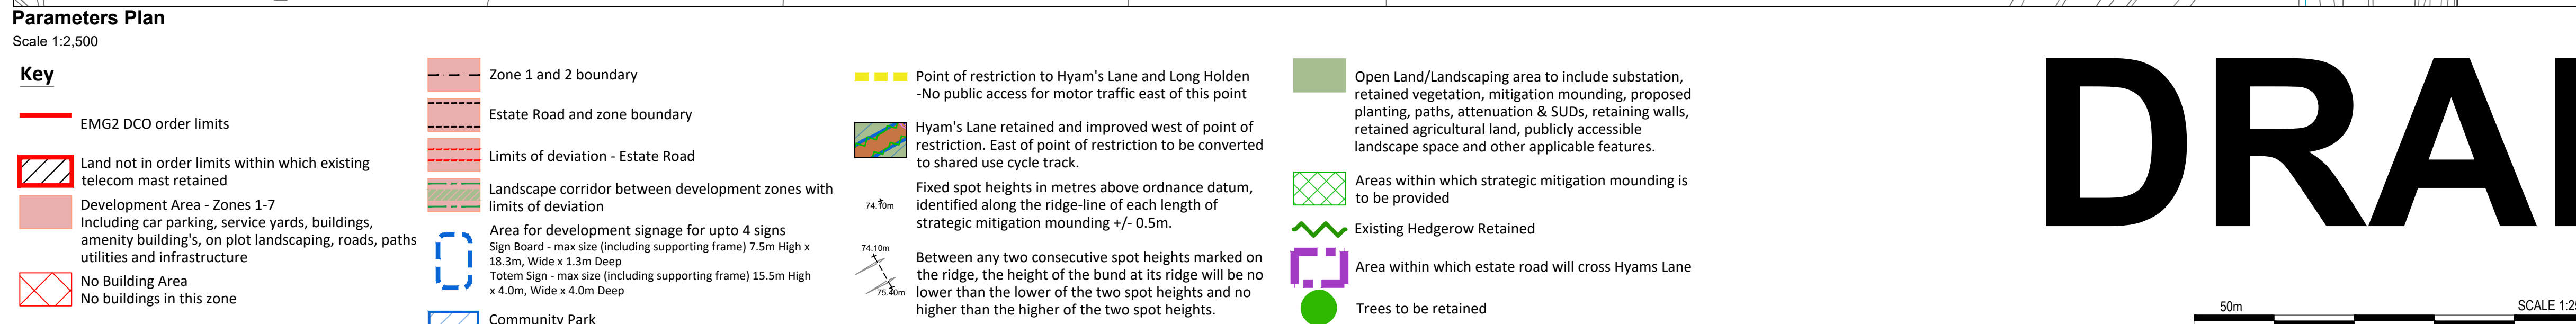 Parameters Plan
Scale 1:2,500
Key
EMG2 DCO order limits
Land not in order limits within which existing
telecom mast retained
Development Area - Zones 1-7
Including car parking, service yards, buildings,
amenity building's, on plot landscaping, roads, paths
utilities and infrastructure
No Building Area
No buildings in this zone
Zone 1 and 2 boundary
Estate Road and zone boundary
Limits of deviation - Estate Road
Landscape corridor between development zones with
limits of deviation
Area for development signage for upto 4 signs
Sign Board - max size (including supporting frame) 7.5m High x
18.3m, Wide x 1.3m Deep
Totem Sign - max size (including supporting frame) 15.5m High
x 4.0m, Wide x 4.0m Deep
Community Park
Point of restriction to Hyam's Lane and Long Holden
-No public access for motor traffic east of this point
Hyam's Lane retained and improved west of point of
restriction. East of point of restriction to be converted
to shared use cycle track.
74.10m
Fixed spot heights in metres above ordnance datum,
identified along the ridge-line of each length of
strategic mitigation mounding +/- 0.5m.
74.10m
75.40m
Between any two consecutive spot heights marked on
the ridge, the height of the bund at its ridge will be no
lower than the lower of the two spot heights and no
higher than the higher of the two spot heights.
Open Land/Landscaping area to include substation,
retained vegetation, mitigation mounding, proposed
planting, paths, attenuation & SUDs, retaining walls,
retained agricultural land, publicly accessible
landscape space and other applicable features.
Areas within which strategic mitigation mounding is
to be provided
Existing Hedgerow Retained
Area within which estate road will cross Hyams Lane
Trees to be retained
DRA
50m
SCALE 1:2